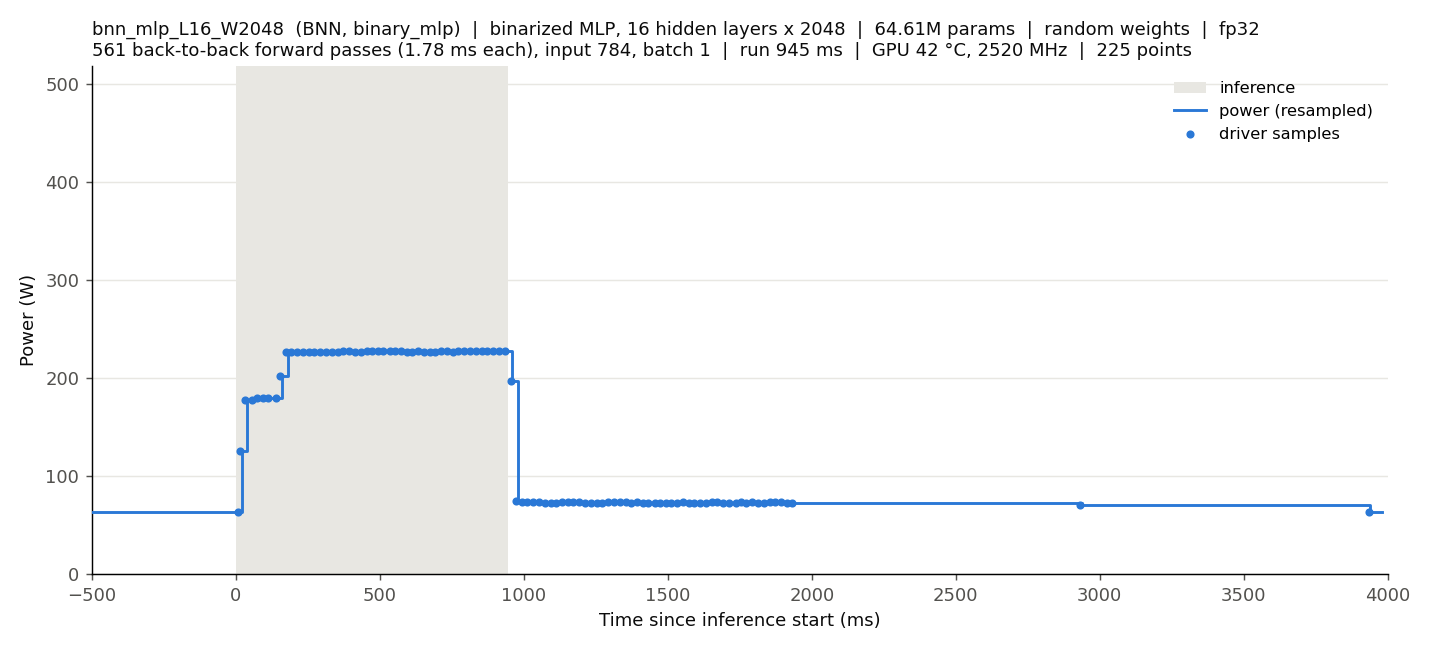 bnn_mlp_L16_W2048 (BNN, binary_mlp) | binarized MLP, 16 hidden layers x 2048 | 64.61M params | random weights | fp32
561 back-to-back forward passes (1.78 ms each), input 784, batch 1 | run 945 ms | GPU 42 °C, 2520 MHz | 225 points
inference
power (resampled)
driver samples
Power (W)
500
400
300
200
100
0
−500 0 500 1000 1500 2000 2500 3000 3500 4000
Time since inference start (ms)